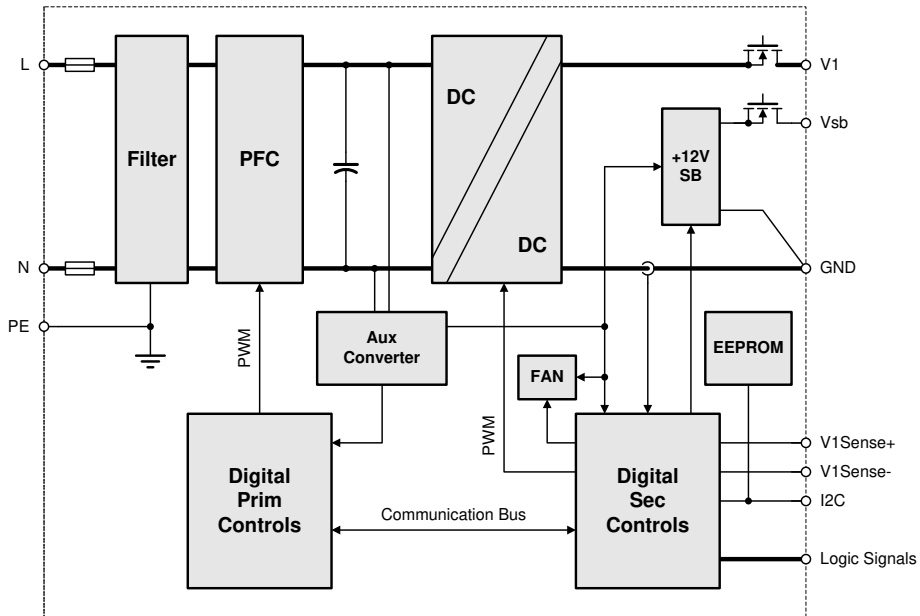 L
Filter
PFC
DC
DC
V1
Vsb
+12V
SB
N
GND
PE
PWM
Aux
Converter
EEPROM
FAN
PWM
Digital
Prim
Controls
Communication Bus
Digital
Sec
Controls
V1Sense+
V1Sense-
I2C
Logic Signals